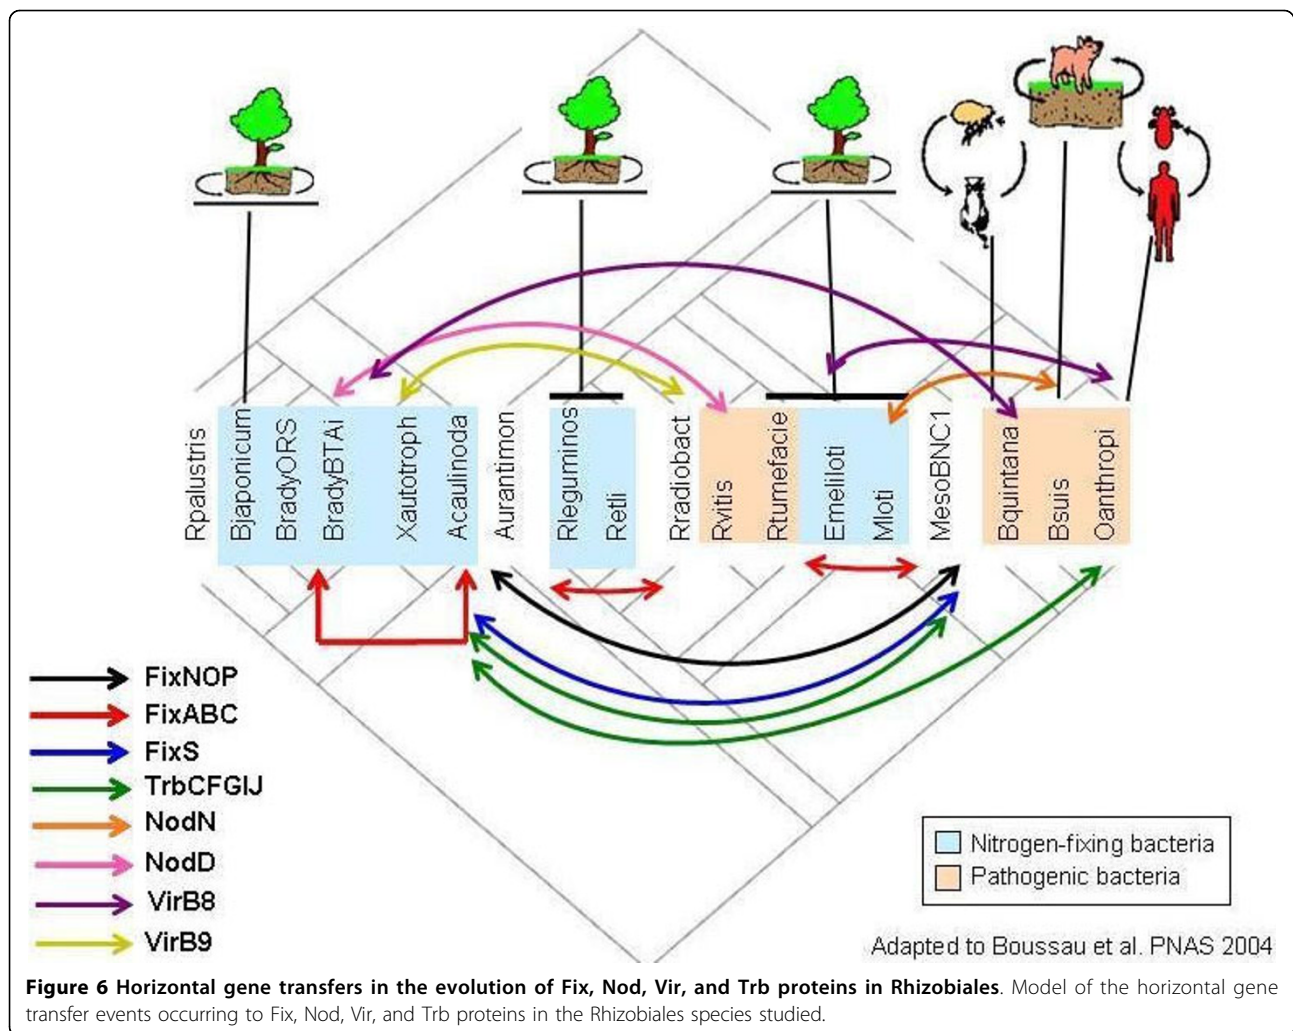 Rpalustris
Bjaponicum
BradyORS
BradyBTAi
Xautotroph
Acaulinoda
Aurantimon
Rleguminos
Retli
Rradiobact
Rvitis
Rtumefacie
Emeliloti
Mloti
MesoBNC1
Bquintana
Bsuis
Oanthropi
FixNOP
FixABC
FixS
TrbCFGIJ
NodN
NodD
VirB8
VirB9
Nitrogen-fixing bacteria
Pathogenic bacteria
Adapted to Boussau et al. PNAS 2004
Figure 6 Horizontal gene transfers in the evolution of Fix, Nod, Vir, and Trb proteins in Rhizobiales. Model of the horizontal gene
transfer events occurring to Fix, Nod, Vir, and Trb proteins in the Rhizobiales species studied.